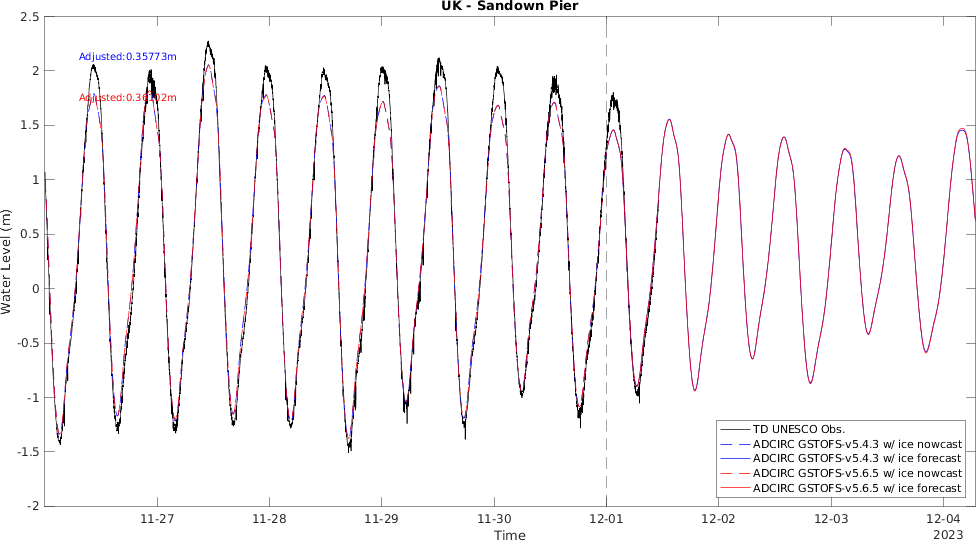 UK - Sandown Pier
2.5
2
1.5
1
0.5
0
-0.5
-1
-1.5
-2
Water Level (m)
Adjusted:0.35773m
TD UNESCO Obs.
ADCIRC GSTOFS-v5.4.3 w/ ice nowcast
ADCIRC GSTOFS-v5.4.3 w/ ice forecast
ADCIRC GSTOFS-v5.6.5 w/ ice nowcast
ADCIRC GSTOFS-v5.6.5 w/ ice forecast
11-27 11-28 11-29 11-30 12-01 12-02 12-03 12-04
Time
2023